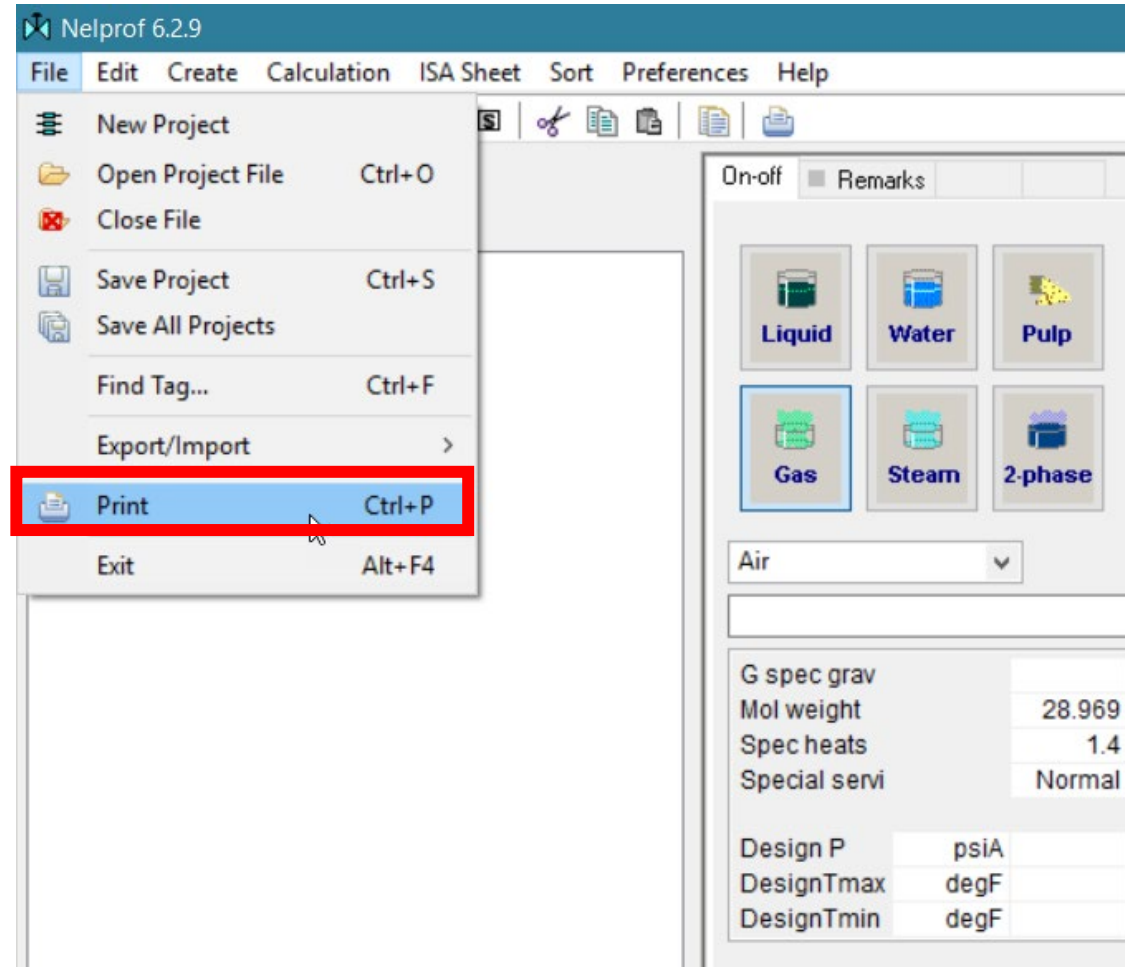 Nelprof 6.2.9
File Edit Create Calculation ISA Sheet Sort Preferences Help
New Project
Open Project File Ctrl+O
Close File
Save Project Ctrl+S
Save All Projects
Find Tag... Ctrl+F
Export/Import >
Print Ctrl+P
Exit Alt+F4
S
On-off Remarks
Liquid Water Pulp
Gas Steam 2-phase
Air
G spec grav
Mol weight 28.969
Spec heats 1.4
Special servi Normal
Design P psiA
DesignTmax degF
DesignTmin degF